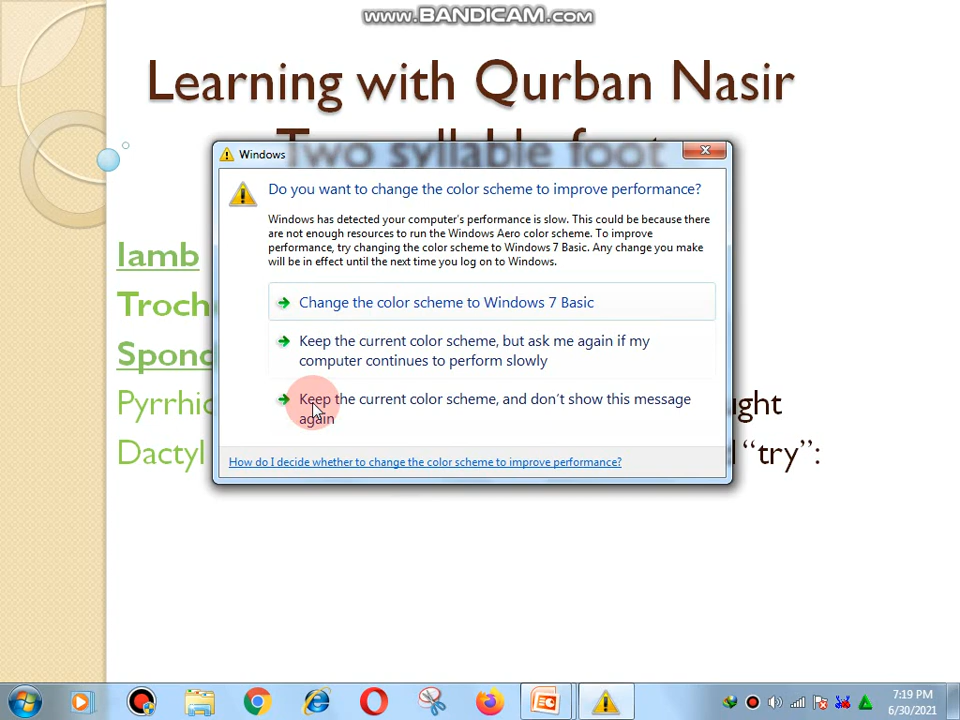 www.BANDICAM.com
Learning with Qurban Nasir
Two syllable foot
Windows
Do you want to change the color scheme to improve performance?
Windows has detected your computer's performance is slow. This could be because there
are not enough resources to run the Windows Aero color scheme. To improve
performance, try changing the color scheme to Windows 7 Basic. Any change you make
will be in effect until the next time you log on to Windows.
Change the color scheme to Windows 7 Basic
Keep the current color scheme, but ask me again if my
computer continues to perform slowly
Keep the current color scheme, and don't show this message
again
How do I decide whether to change the color scheme to improve performance?
Iamb
Troch
Spond
Pyrrhic
Dactyl "try":
7:19 PM
6/30/2021